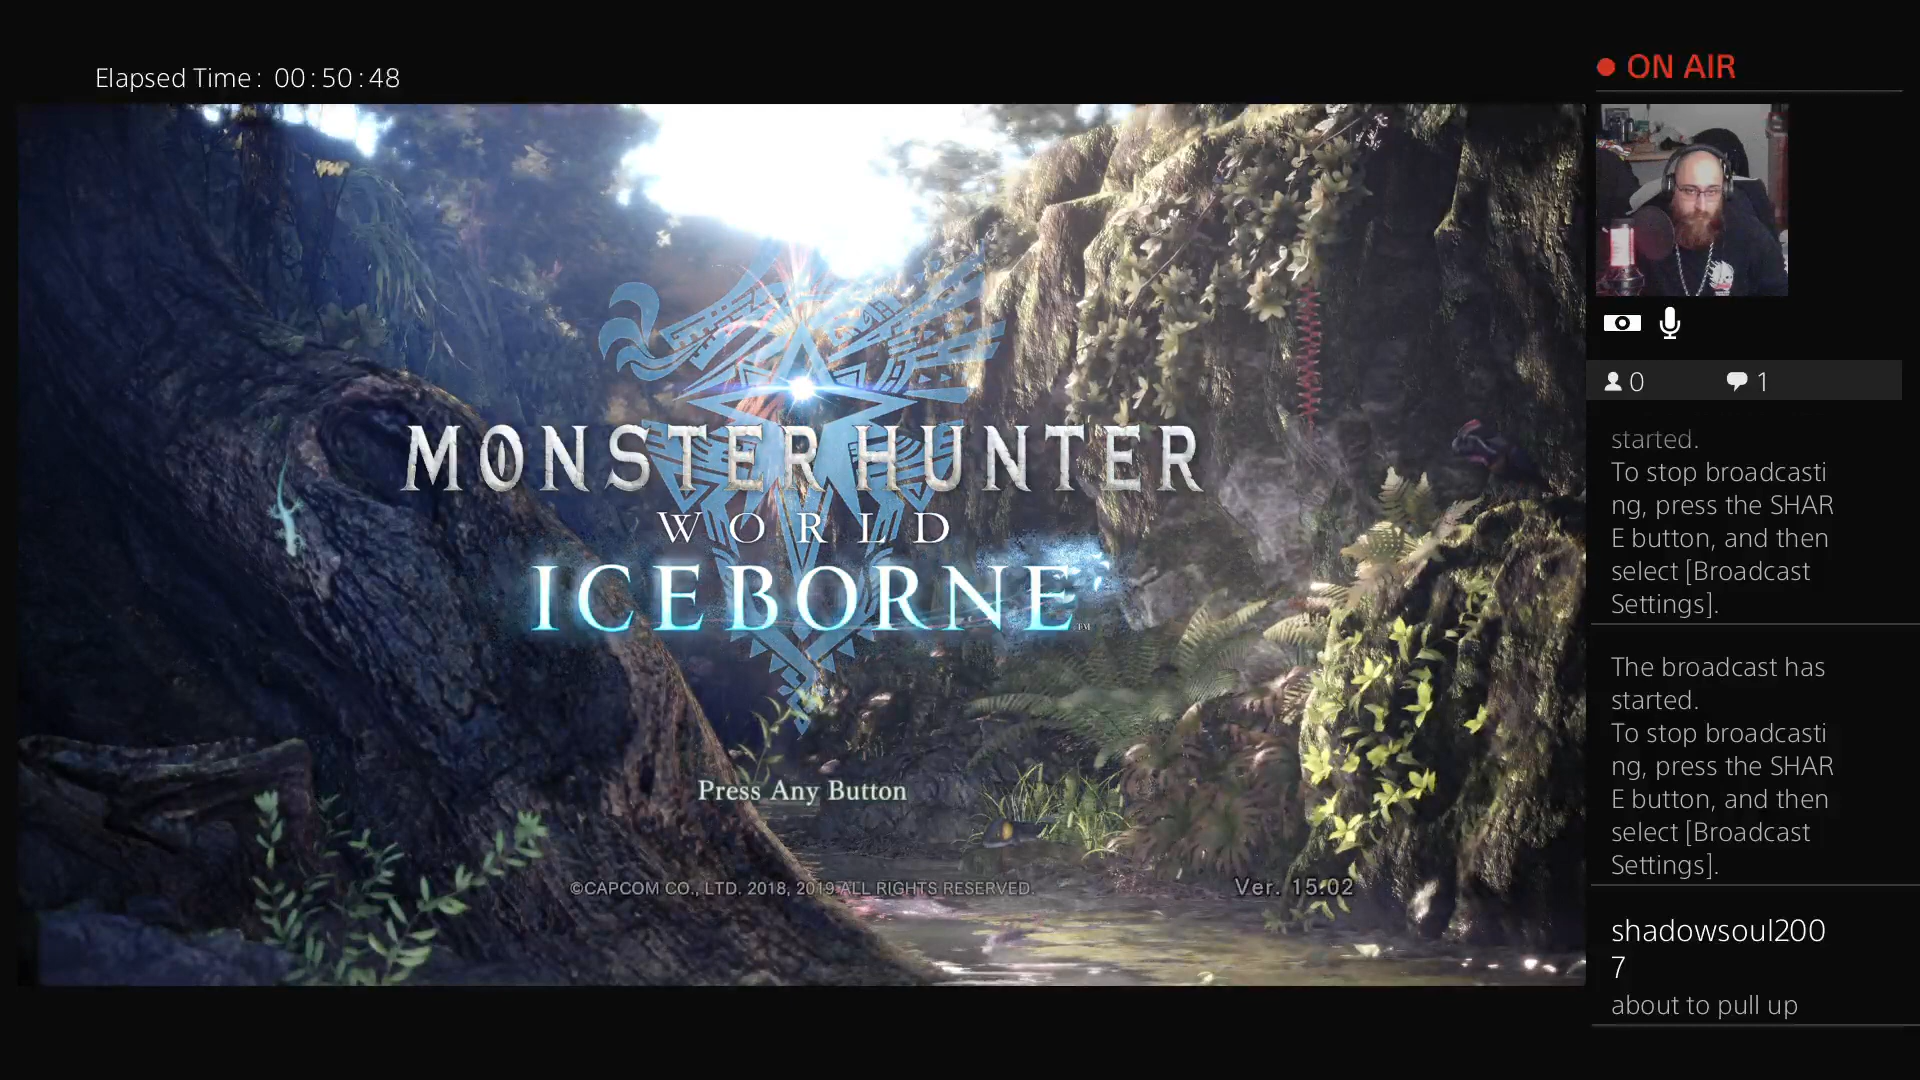 Elapsed Time: 00:50:48
ON AIR
0
1
MONSTER HUNTER
WORLD
ICEBORNE™
Press Any Button
©CAPCOM CO., LTD. 2018, 2019 ALL RIGHTS RESERVED.
Ver. 15.02
started.
To stop broadcasti
ng, press the SHAR
E button, and then
select [Broadcast
Settings].
The broadcast has
started.
To stop broadcasti
ng, press the SHAR
E button, and then
select [Broadcast
Settings].
shadowsoul200
7
about to pull up